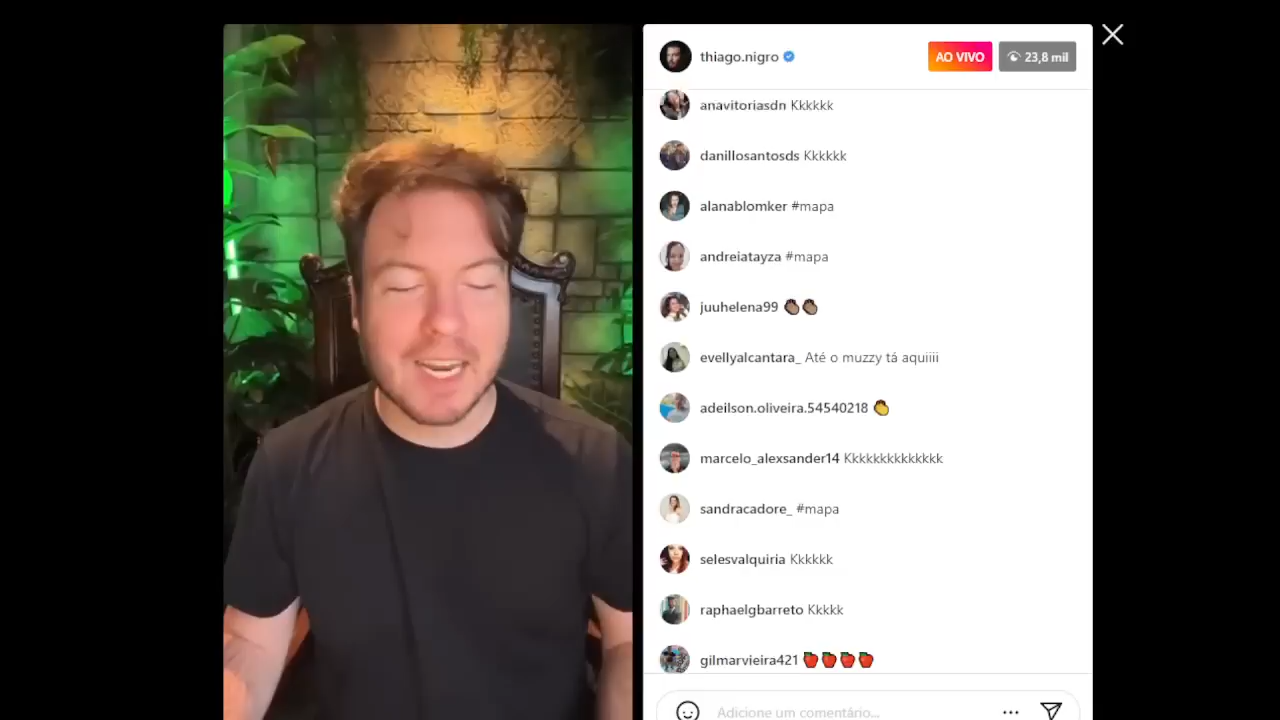 thiago.nigro
AO VIVO
23,8 mil
anavitoriasdn Kkkkkk
danillosantosds Kkkkkk
alanablomker #mapa
andreiatayza #mapa
juuhelena99 👏🏽👏🏽
evellyalcantara_ Até o muzzy tá aquiiii
adeilson.oliveira.54540218 👏
marcelo_alexsander14 Kkkkkkkkkkkkk
sandracadore_ #mapa
selesvalquiria Kkkkkk
raphaelgbarreto Kkkkk
gilmarvieira421 🍎🍎🍎🍎
Adicione um comentário...